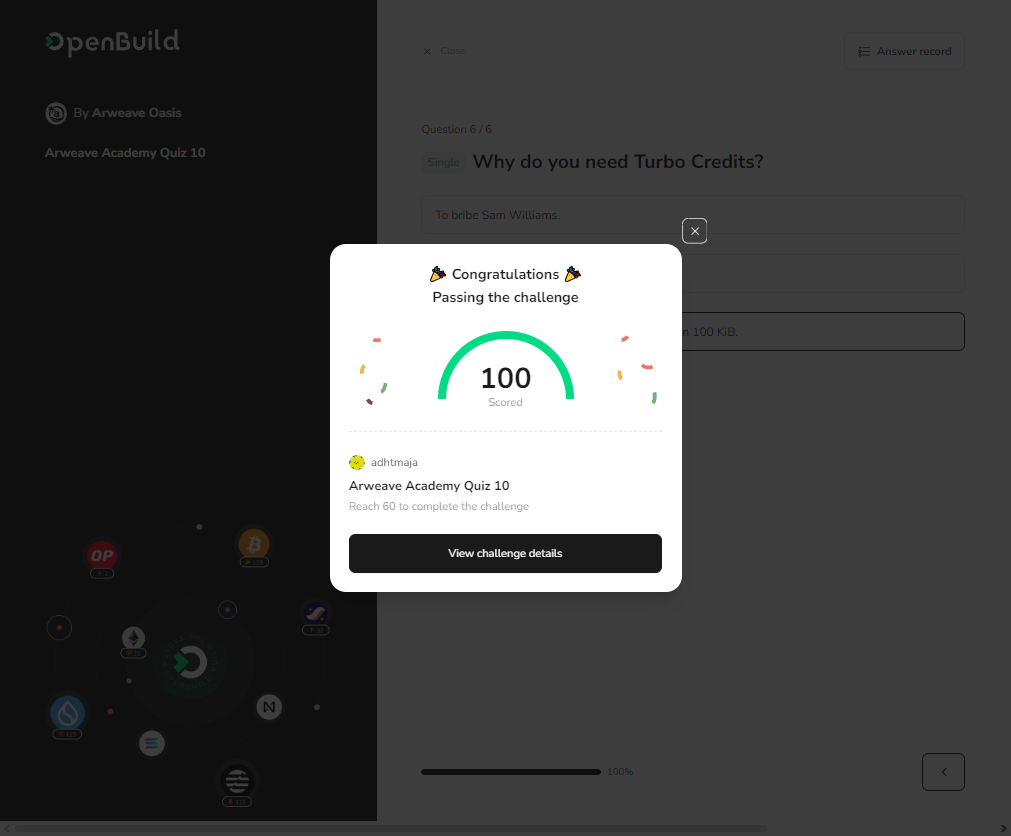 OpenBuild
By Arweave Oasis
Arweave Academy Quiz 10
Close
Answer record
Question 6 / 6
Single Why do you need Turbo Credits?
To bribe Sam Williams.
100 KiB.
Congratulations
Passing the challenge
100
Scored
adhtmaja
Arweave Academy Quiz 10
Reach 60 to complete the challenge
View challenge details
OP
100%